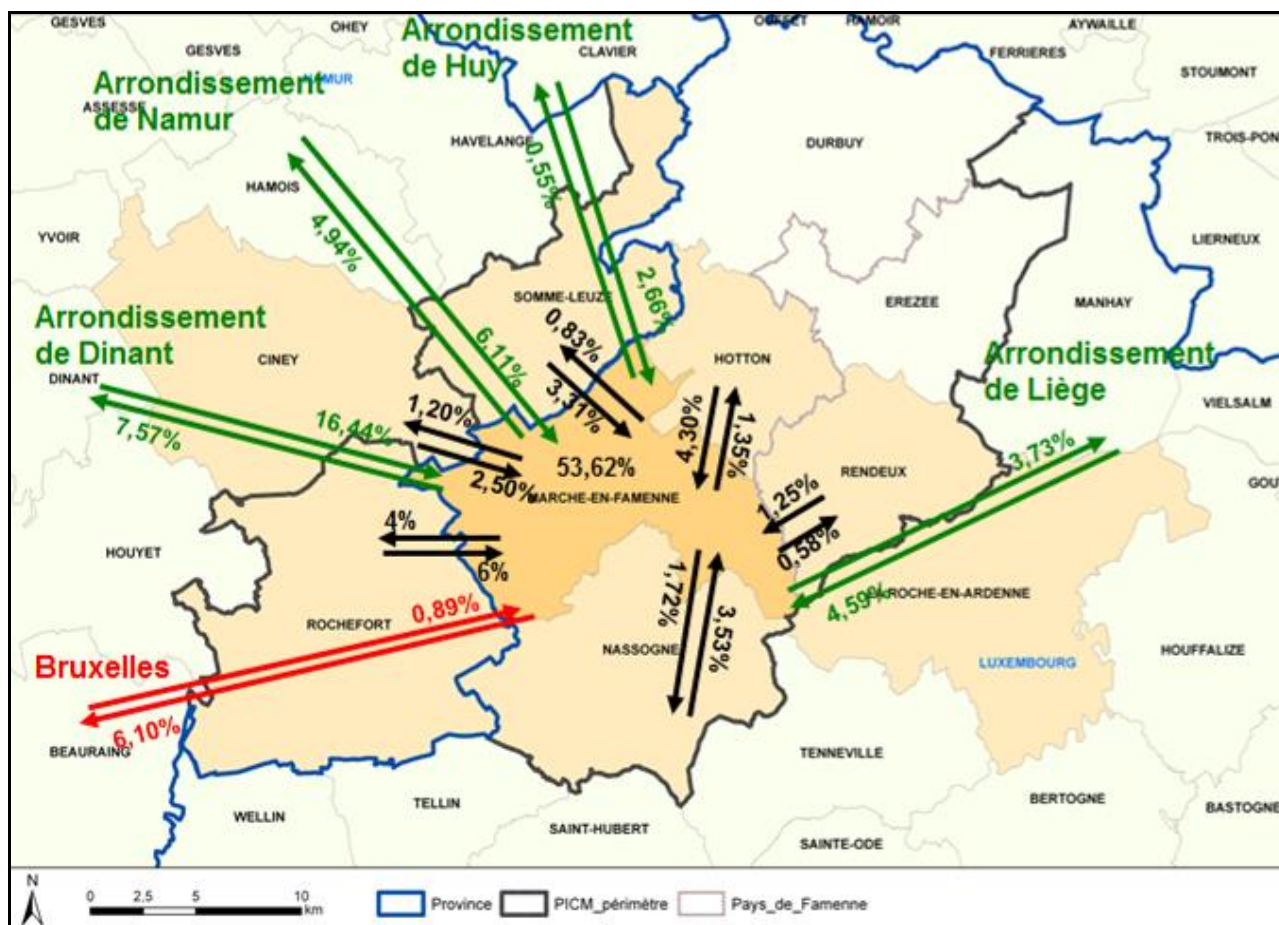 GESVES
OHEY
Arrondissement
de Huy
CLAVIER
OUFFET
HAMOIR
AYWAILLE
GESVES
FERRIERES
STOUMONT
Arrondissement
de Namur
NAMUR
ASSESSE
HAVELANGE
DURBUY
TROIS-PON
HAMOIS
0,55%
YVOIR
4,94%
LIERNEUX
SOMME-LEUZE
2,66%
EREZEE
MANHAY
Arrondissement
de Dinant
CINEY
6,11%
0,83%
HOTTON
Arrondissement
de Liège
DINANT
3,31%
VIELSALM
7,57%
16,44%
1,20%
4,30%
1,35%
3,73%
2,50%
53,62%
RENDEUX
MARCHE-EN-FAMENNE
1,25%
GOU
4%
0,58%
HOUYET
6%
1,72%
3,53%
4,59%
ROCHE-EN-ARDENNE
0,89%
ROCHEFORT
NASSOGNE
HOUFFALIZE
Bruxelles
LUXEMBOURG
6,10%
BEAURAING
TENNEVILLE
WELLIN
TELLIN
BERTOGNE
BASTOGNE
SAINT-HUBERT
SAINTE-ODE
N
0 2,5 5 10
km
Province
PICM_périmètre
Pays_de_Famenne